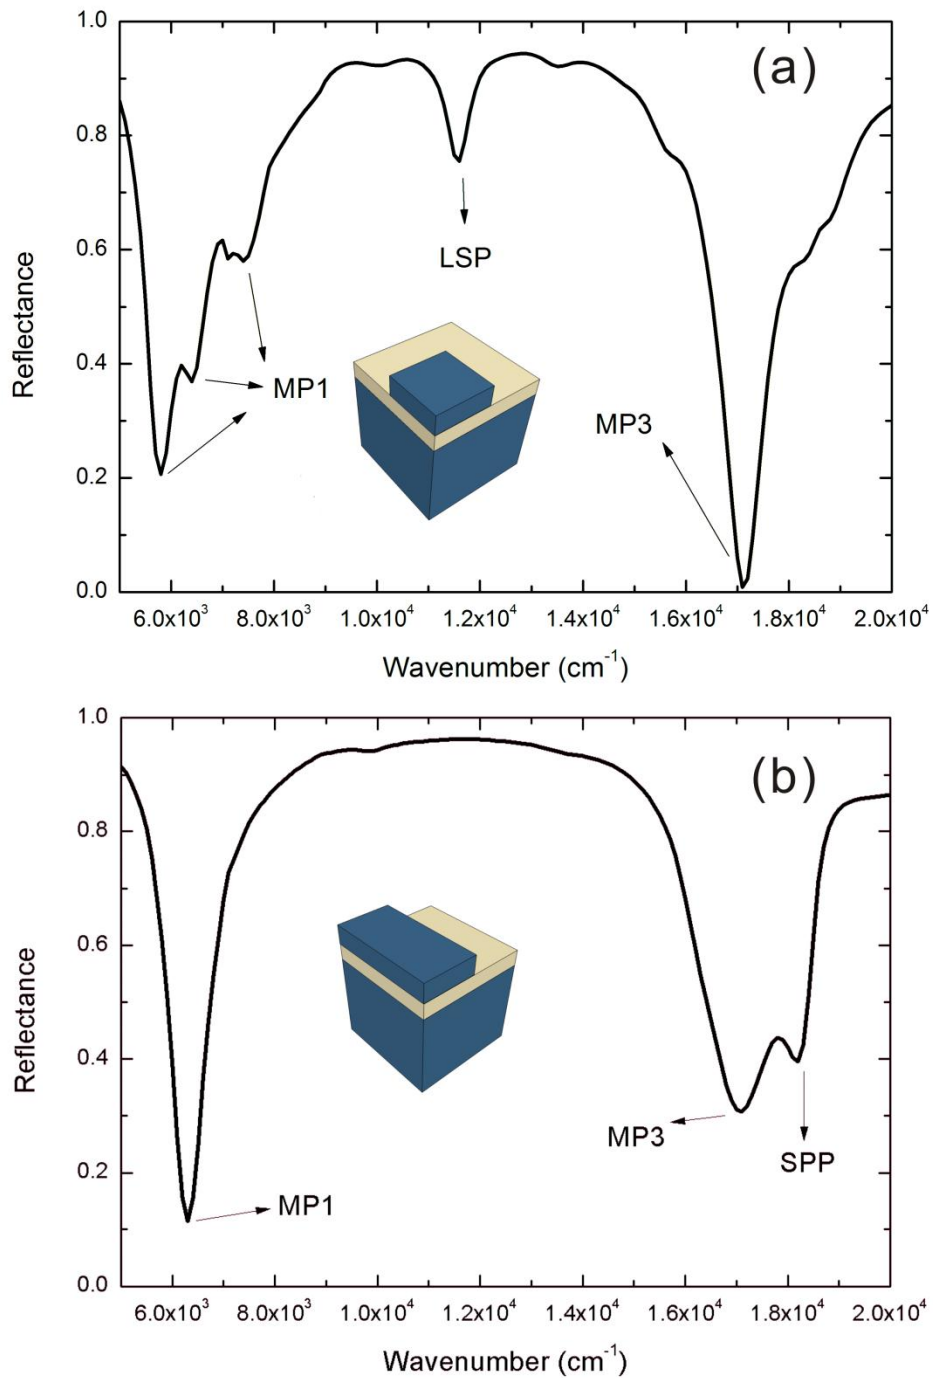 1.0
(a)
0.8
LSP
0.6
Reflectance
0.4
MP1
MP3
0.2
0.0
6.0x10³ 8.0x10³ 1.0x10⁴ 1.2x10⁴ 1.4x10⁴ 1.6x10⁴ 1.8x10⁴ 2.0x10⁴
Wavenumber (cm⁻¹)
1.0
(b)
0.8
0.6
Reflectance
0.4
MP3
SPP
0.2
MP1
0.0
6.0x10³ 8.0x10³ 1.0x10⁴ 1.2x10⁴ 1.4x10⁴ 1.6x10⁴ 1.8x10⁴ 2.0x10⁴
Wavenumber (cm⁻¹)